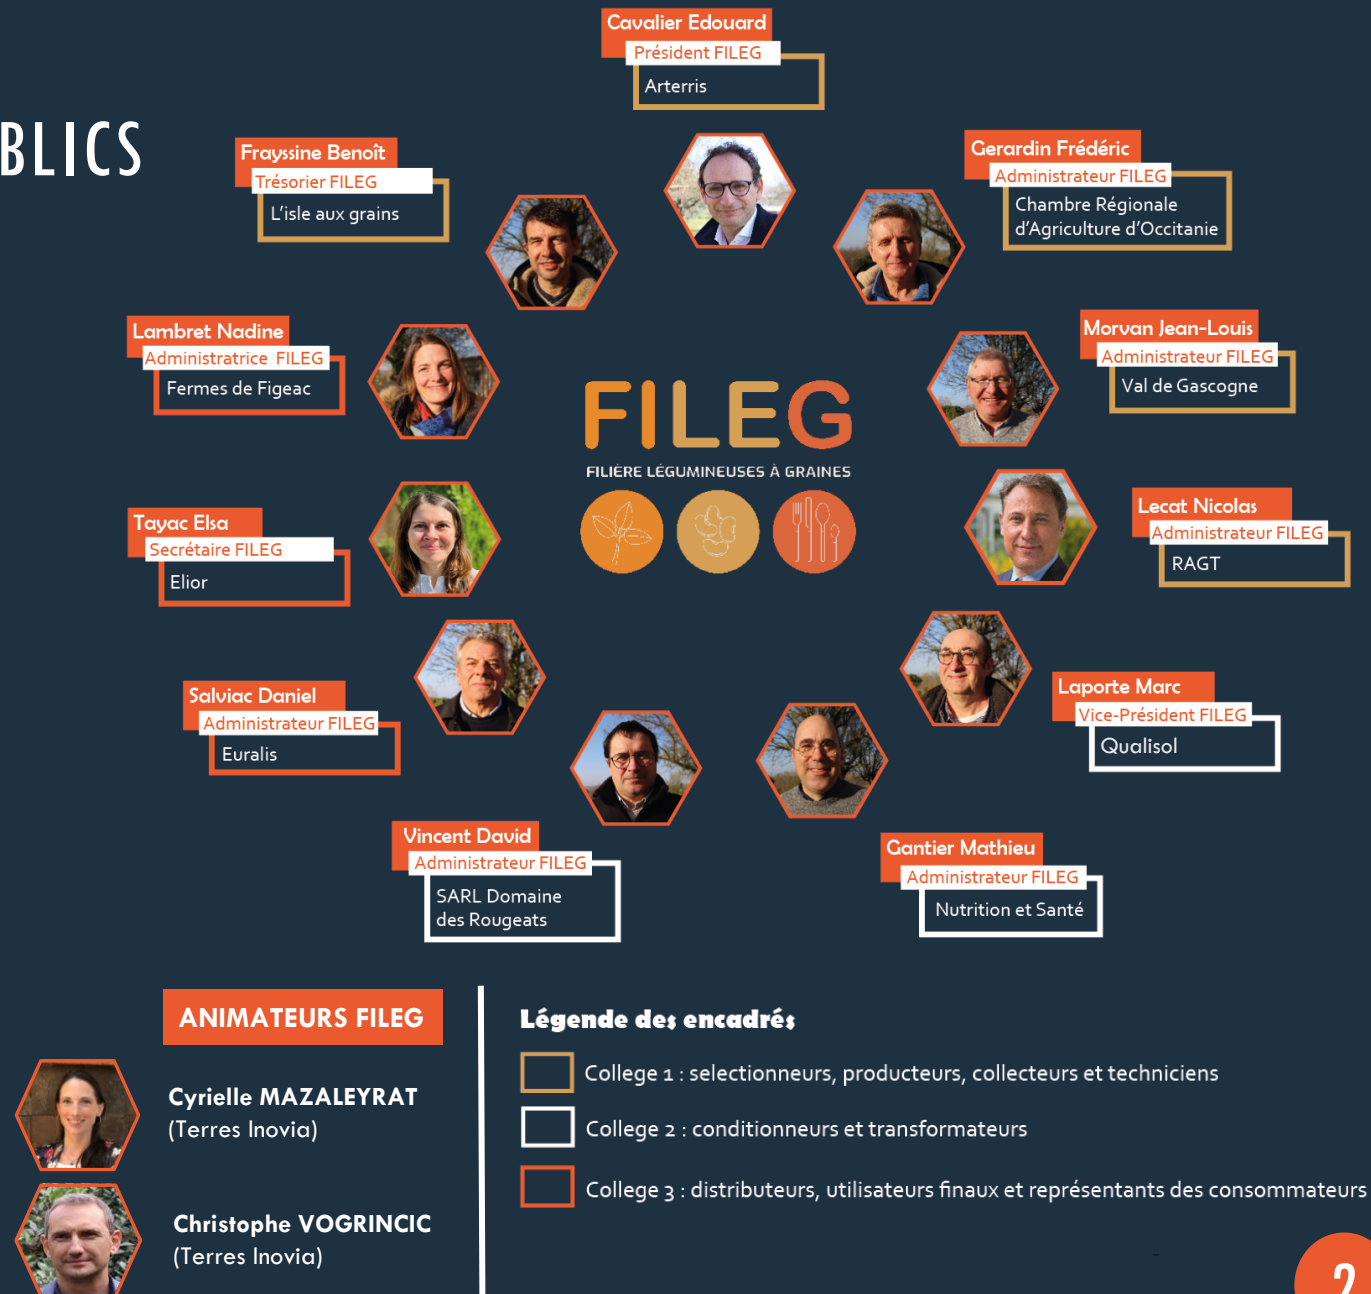 Cavalier Edouard
Président FILEG
Arterris
BLICS
Frayssine Benoît
Trésorier FILEG
L'isle aux grains
Gerardin Frédéric
Administrateur FILEG
Chambre Régionale
d'Agriculture d'Occitanie
Lambret Nadine
Administratrice FILEG
Fermes de Figeac
Morvan Jean-Louis
Administrateur FILEG
Val de Gascogne
FILEG
FILIÈRE LÉGUMINEUSES À GRAINES
Tayac Elsa
Secrétaire FILEG
Elior
Lecat Nicolas
Administrateur FILEG
RAGT
Salviac Daniel
Administrateur FILEG
Euralis
Laporte Marc
Vice-Président FILEG
Qualisol
Vincent David
Administrateur FILEG
SARL Domaine
des Rougeats
Gantier Mathieu
Administrateur FILEG
Nutrition et Santé
ANIMATEURS FILEG
Cyrielle MAZALEYRAT
(Terres Inovia)
Christophe VOGRINCIC
(Terres Inovia)
Légende des encadrés
College 1 : selectionneurs, producteurs, collecteurs et techniciens
College 2 : conditionneurs et transformateurs
College 3 : distributeurs, utilisateurs finaux et représentants des consommateurs
2